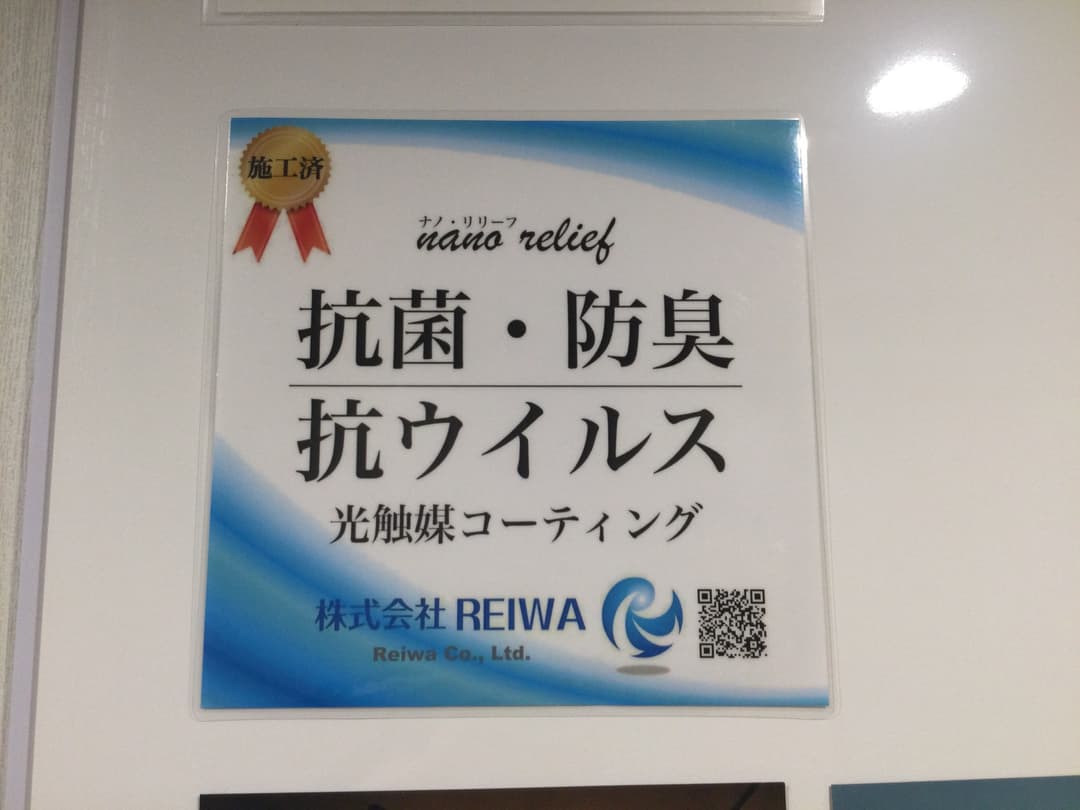 施工済
ナノ・リリーフ
nano relief
抗菌・防臭
抗ウイルス
光触媒コーティング
株式会社 REIWA
Reiwa Co., Ltd.